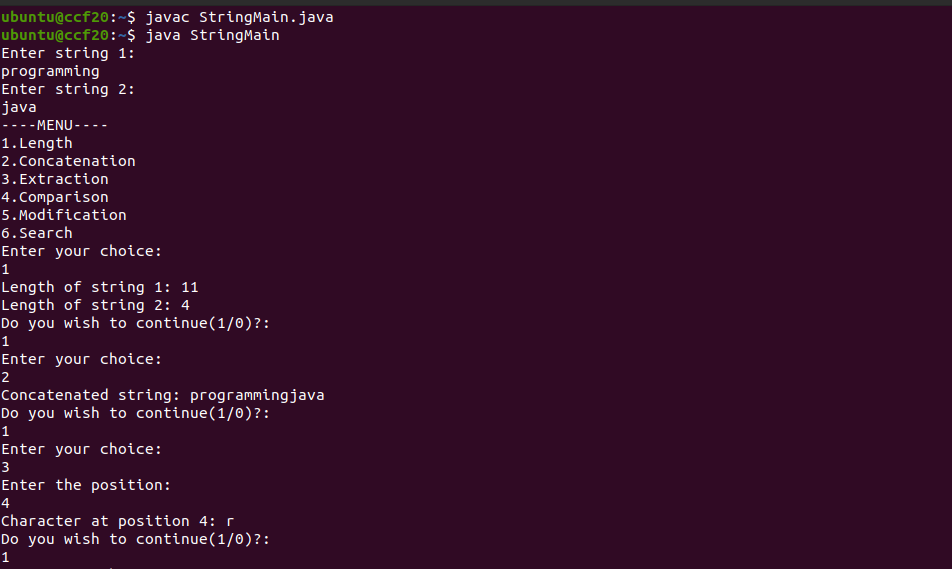 ubuntu@ccf20:~$ javac StringMain.java
ubuntu@ccf20:~$ java StringMain
Enter string 1:
programming
Enter string 2:
java
----MENU----
1.Length
2.Concatenation
3.Extraction
4.Comparison
5.Modification
6.Search
Enter your choice:
1
Length of string 1: 11
Length of string 2: 4
Do you wish to continue(1/0)?:
1
Enter your choice:
2
Concatenated string: programmingjava
Do you wish to continue(1/0)?:
1
Enter your choice:
3
Enter the position:
4
Character at position 4: r
Do you wish to continue(1/0)?:
1